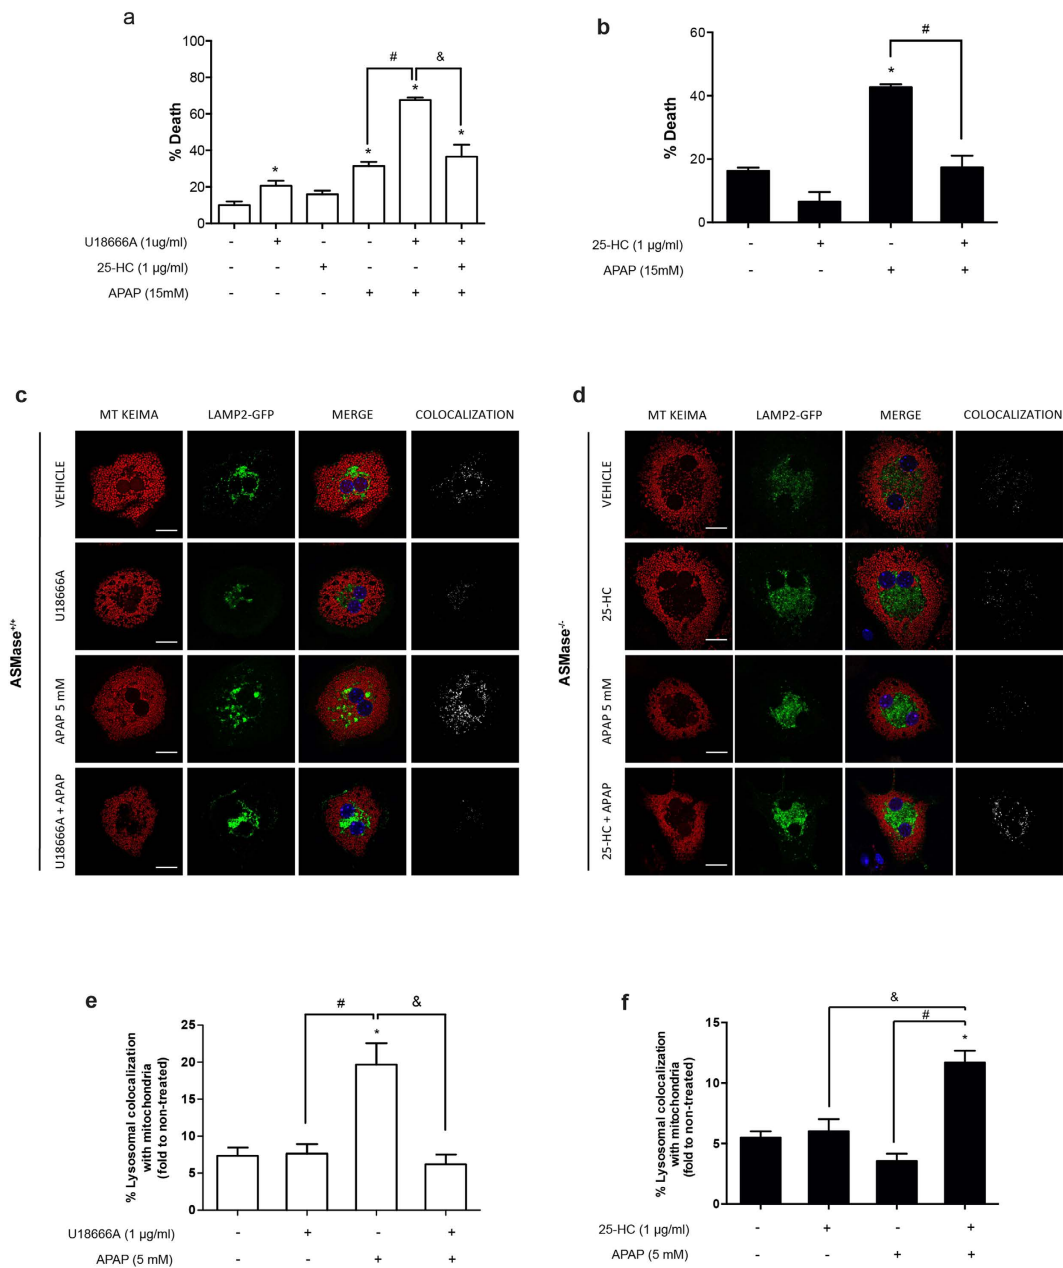 a
100
80
60
40
20
0
% Death
#
&
*
*
*
*
U18666A (1ug/ml) - + - - + +
25-HC (1 µg/ml) - - + - - +
APAP (15mM) - - - + + +
b
60
40
20
0
% Death
#
*
25-HC (1 µg/ml) - + - +
APAP (15mM) - - + +
c
MT KEIMA LAMP2-GFP MERGE COLOCALIZATION
ASMase+/+
VEHICLE
U18666A
APAP 5 mM
U18666A + APAP
d
MT KEIMA LAMP2-GFP MERGE COLOCALIZATION
ASMase-/-
VEHICLE
25-HC
APAP 5 mM
25-HC + APAP
e
25
20
15
10
5
0
% Lysosomal colocalization
with mitochondria
(fold to non-treated)
#
&
*
U18666A (1 µg/ml) - + - +
APAP (5 mM) - - + +
f
15
10
5
0
% Lysosomal colocalization
with mitochondria
(fold to non-treated)
&
#
*
25-HC (1 µg/ml) - + - +
APAP (5 mM) - - + +